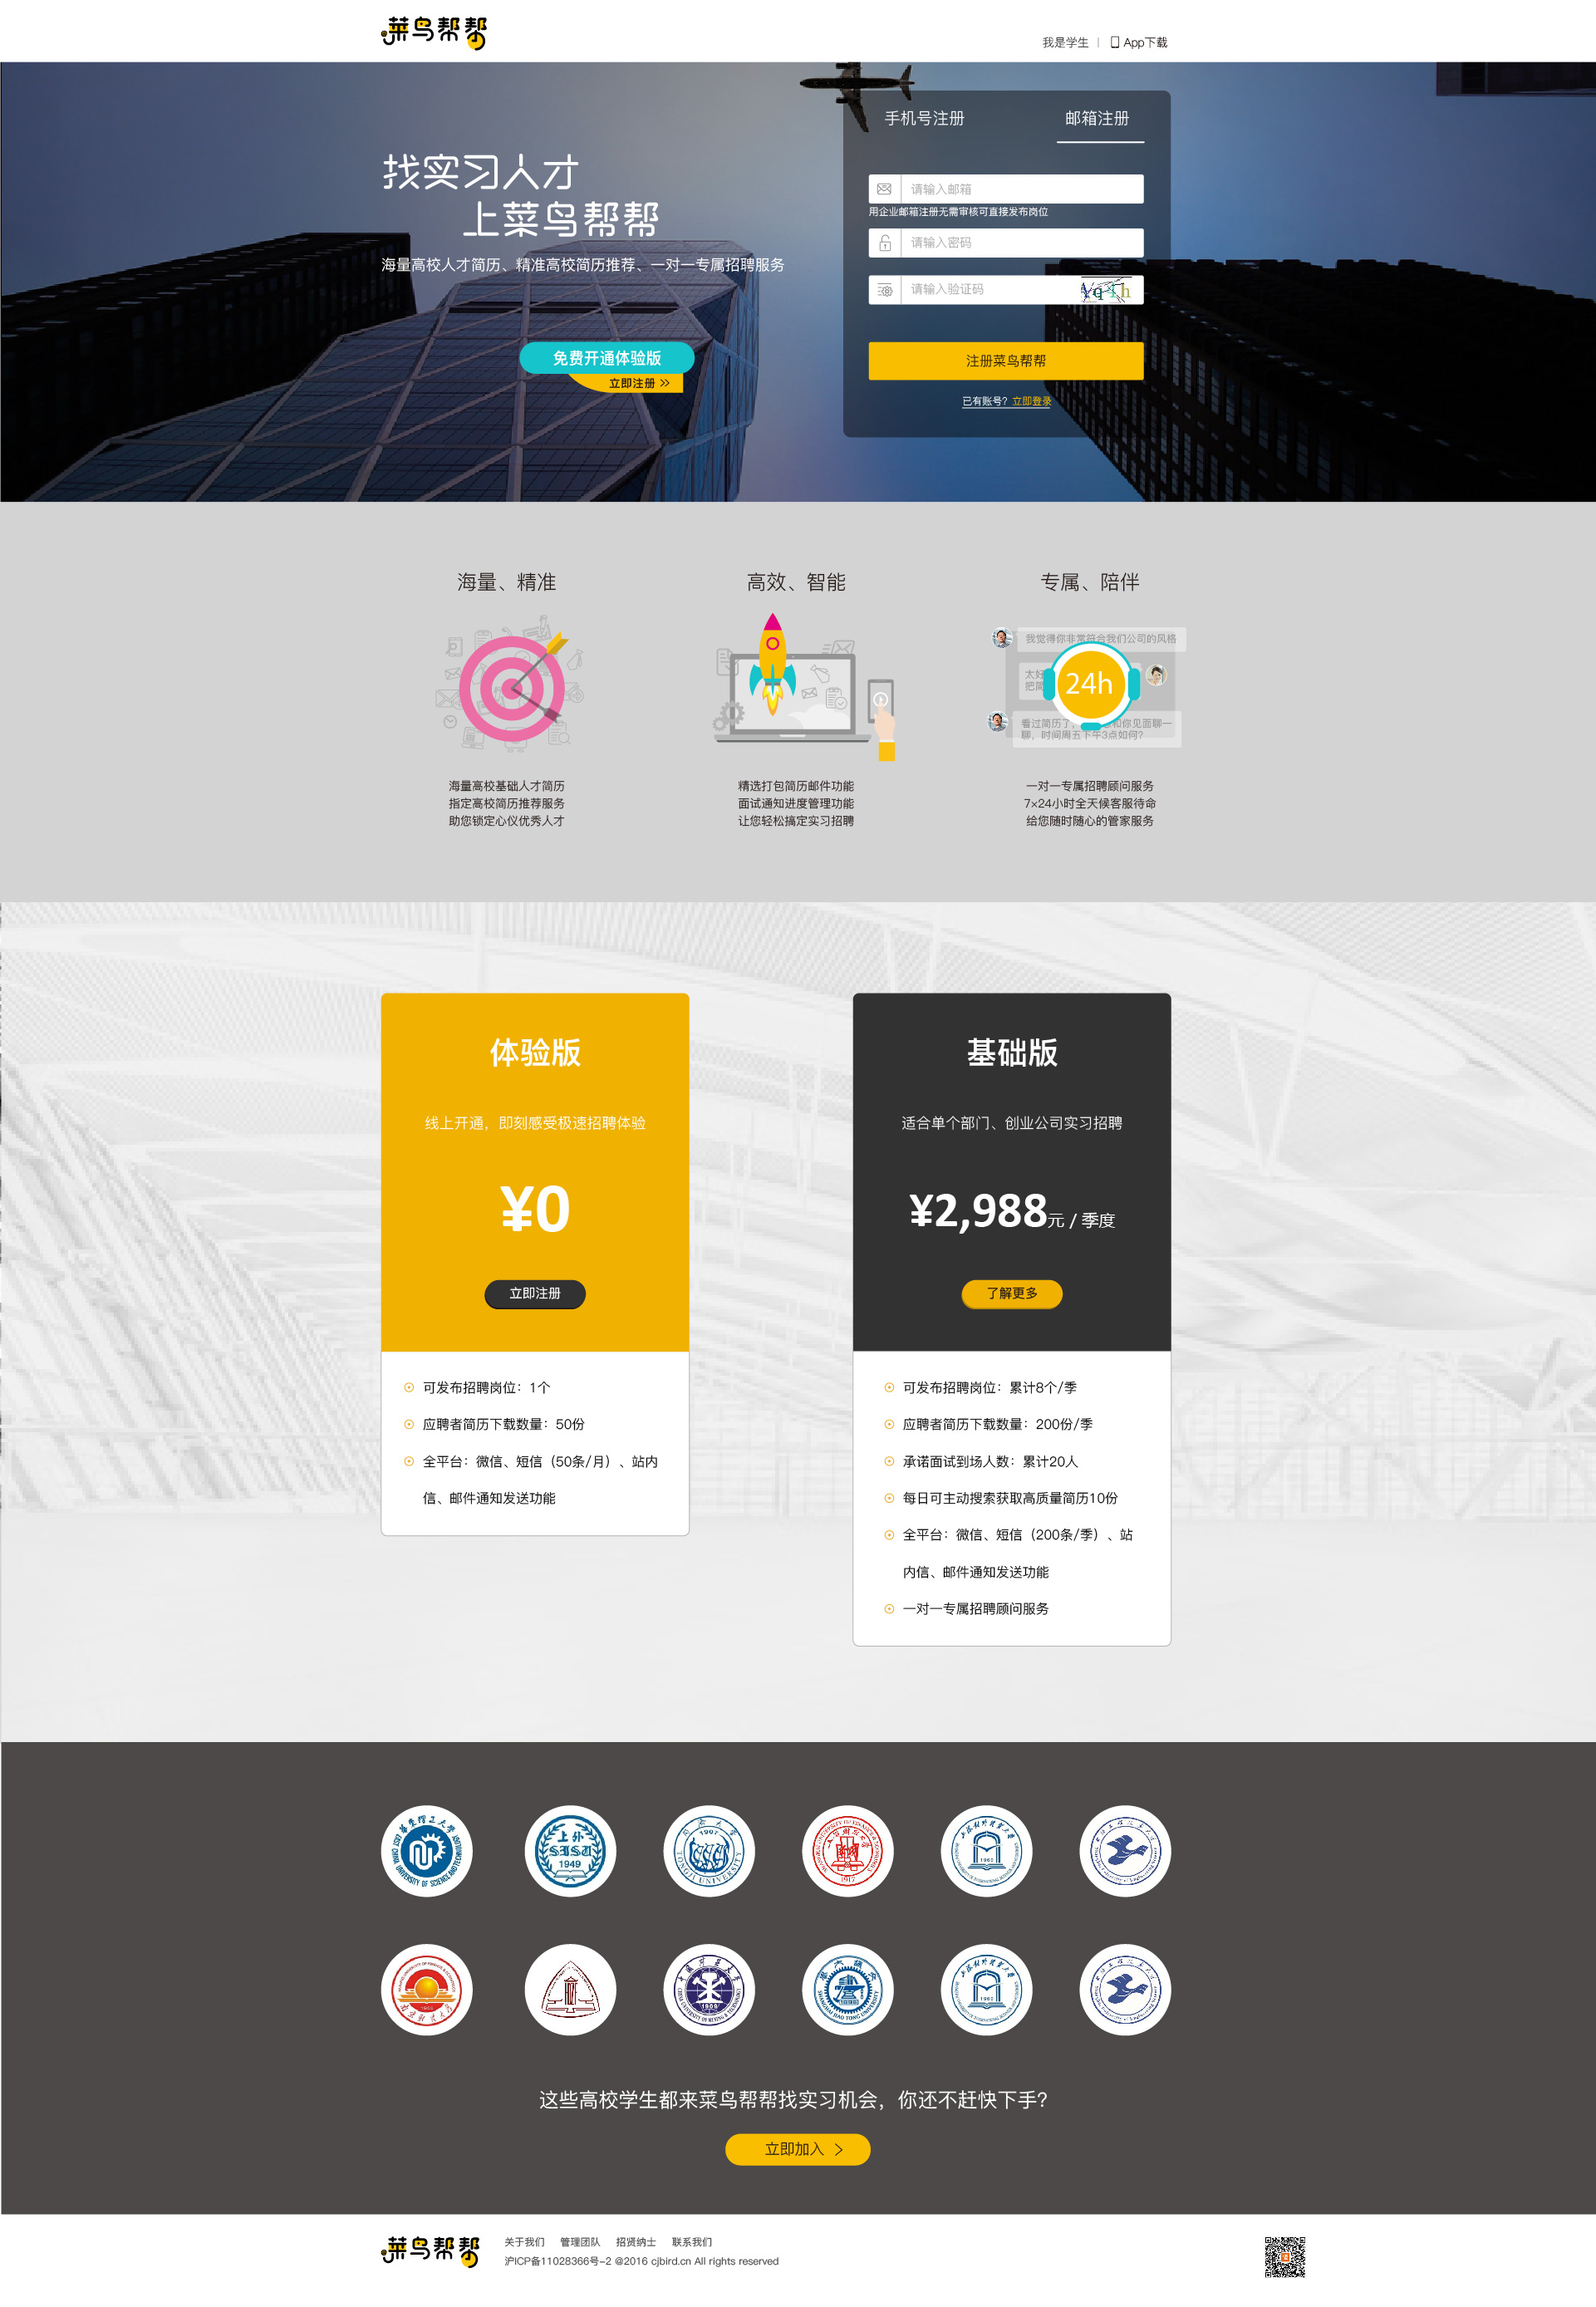 菜鸟帮帮
我是学生 | App下载
手机号注册 邮箱注册
找实习人才
上菜鸟帮帮
海量高校人才简历、精准高校简历推荐、一对一专属招聘服务
免费开通体验版
立即注册 >>
请输入邮箱
用企业邮箱注册无需审核可直接发布岗位
请输入密码
请输入验证码
注册菜鸟帮帮
已有账号? 立即登录
海量、精准
高效、智能
专属、陪伴
我觉得你非常符合我们公司的风格
24h
聊,时间周五下午3点如何?
海量高校基础人才简历
指定高校简历推荐服务
助您锁定心仪优秀人才
精选打包简历邮件功能
面试通知进度管理功能
让您轻松搞定实习招聘
一对一专属招聘顾问服务
7×24小时全天候客服待命
给您随时随心的管家服务
体验版
线上开通,即刻感受极速招聘体验
¥0
立即注册
可发布招聘岗位:1个
应聘者简历下载数量:50份
全平台:微信、短信(50条/月)、站内
信、邮件通知发送功能
基础版
适合单个部门、创业公司实习招聘
¥2,988元 / 季度
了解更多
可发布招聘岗位:累计8个/季
应聘者简历下载数量:200份/季
承诺面试到场人数:累计20人
每日可主动搜索获取高质量简历10份
全平台:微信、短信(200条/季)、站
内信、邮件通知发送功能
一对一专属招聘顾问服务
上外
SISU
1949
1907
TONGJI UNIVERSITY
1917
1960
CHINA UNIVERSITY OF MINING & TECHNOLOGY
1909
SHANGHAI JIAO TONG UNIVERSITY
1960
这些高校学生都来菜鸟帮帮找实习机会,你还不赶快下手?
立即加入 >
菜鸟帮帮
关于我们 管理团队 招贤纳士 联系我们
沪ICP备11028366号-2 @2016 cjbird.cn All rights reserved